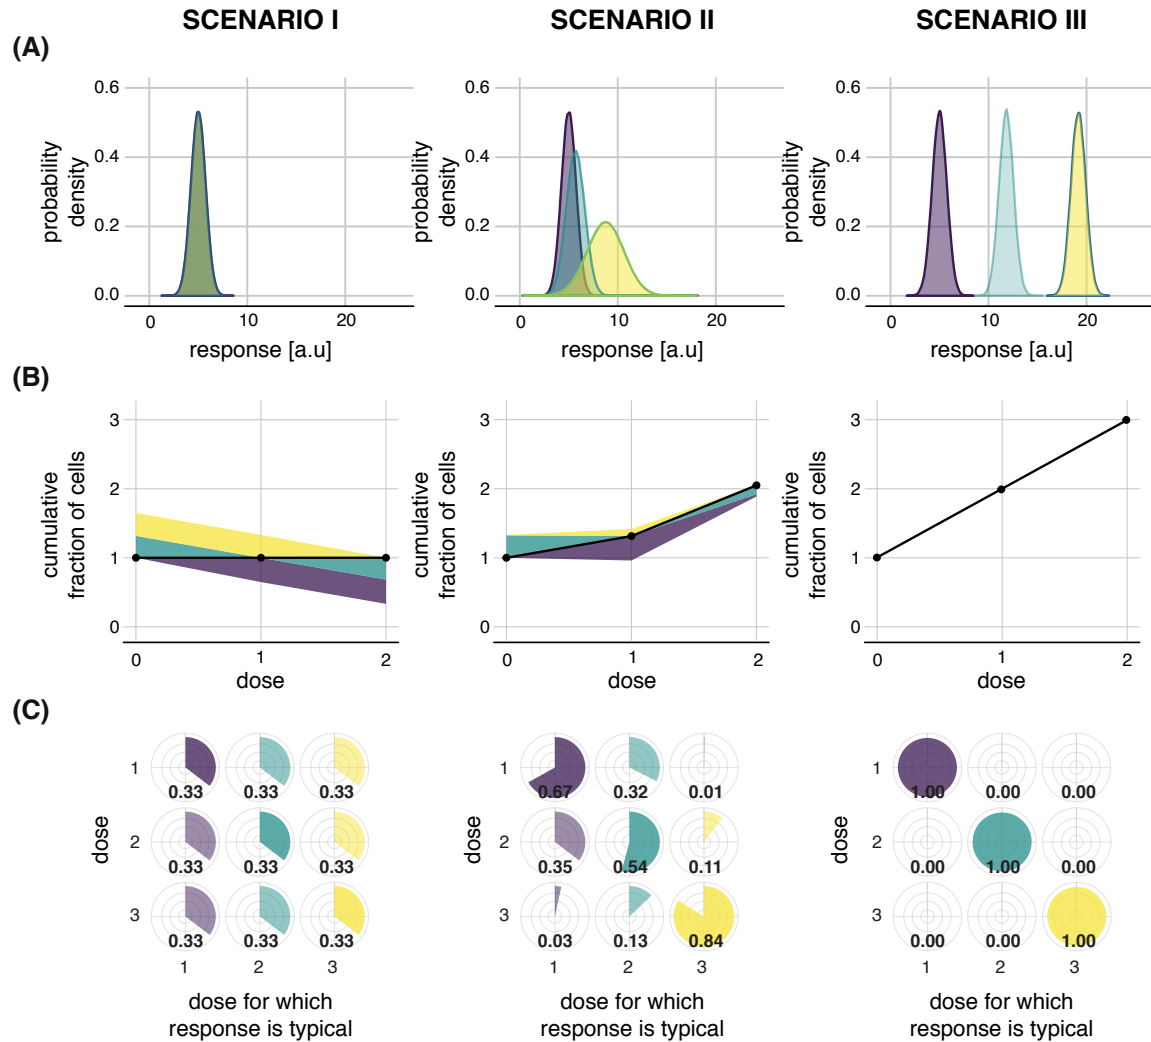 SCENARIO I
SCENARIO II
SCENARIO III
(A)
probability
density
0.6
0.4
0.2
0.0
0
20
response [a.u]
probability
density
0.6
0.4
0.2
0.0
0
10
20
response [a.u]
probability
density
0.6
0.4
0.2
0.0
0
10
20
response [a.u]
(B)
cumulative
fraction of cells
3
2
1
0
0
1
2
dose
cumulative
fraction of cells
3
2
1
0
0
1
2
dose
cumulative
fraction of cells
3
2
1
0
0
1
2
dose
(C)
dose
1
0.33 0.33 0.33
2
0.33 0.33 0.33
3
0.33 0.33 0.33
1 2 3
dose for which
response is typical
dose
1
0.67 0.32 0.01
2
0.35 0.54 0.11
3
0.03 0.13 0.84
1 2 3
dose for which
response is typical
dose
1
1.00 0.00 0.00
2
0.00 1.00 0.00
3
0.00 0.00 1.00
1 2 3
dose for which
response is typical